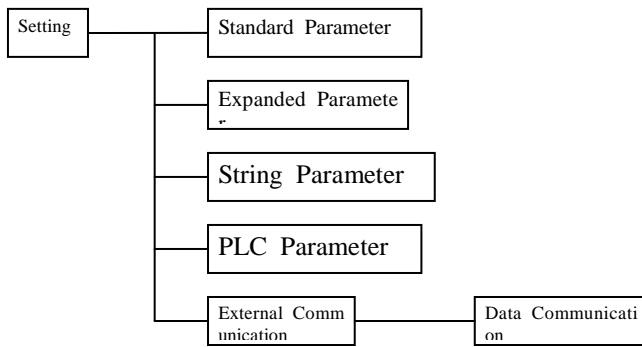 Setting
Standard Parameter
Expanded Paramete
r
String Parameter
PLC Parameter
External Comm
unication
Data Communicati
on